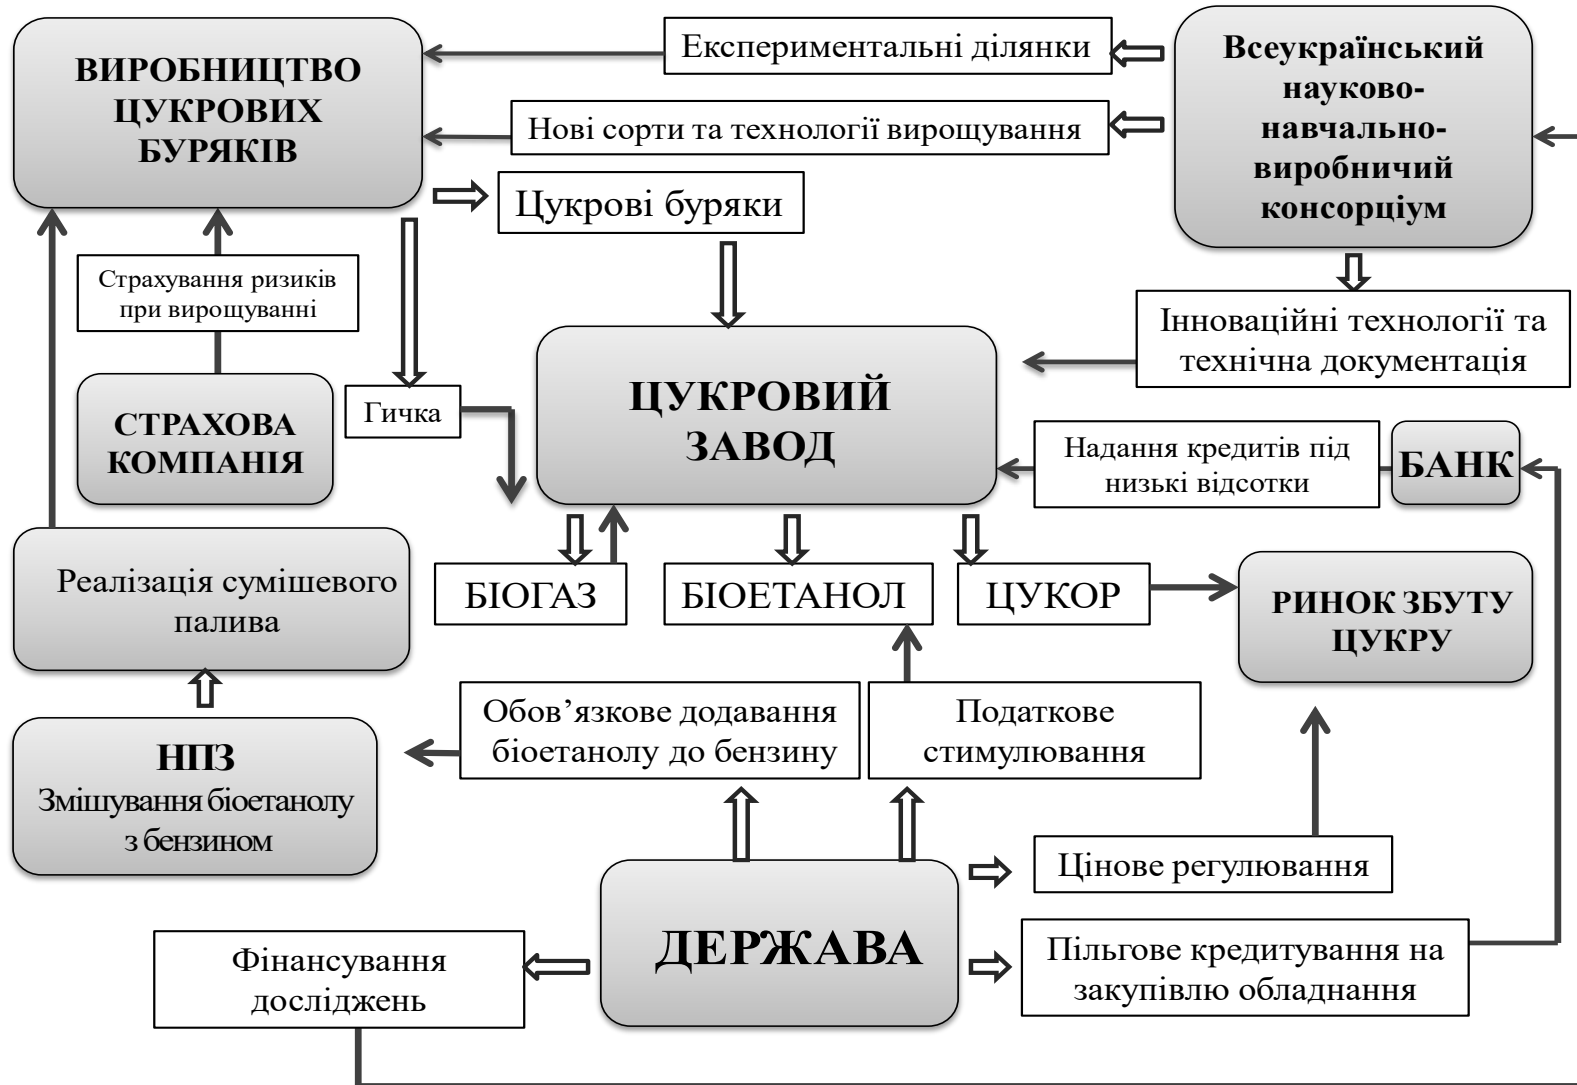 ВИРОБНИЦТВО
ЦУКРОВИХ
БУРЯКІВ
Експериментальні ділянки
Нові сорти та технології вирощування
Всеукраїнський
науково-
навчально-
виробничий
консорціум
Цукрові буряки
Страхування ризиків
при вирощуванні
Інноваційні технології та
технічна документація
СТРАХОВА
КОМПАНІЯ
Гичка
ЦУКРОВИЙ
ЗАВОД
Надання кредитів під
низькі відсотки
БАНК
Реалізація сумішевого
палива
БІОГАЗ
БІОЕТАНОЛ
ЦУКОР
РИНОК ЗБУТУ
ЦУКРУ
НПЗ
Змішування біоетанолу
з бензином
Обов’язкове додавання
біоетанолу до бензину
Податкове
стимулювання
Цінове регулювання
ДЕРЖАВА
Фінансування
досліджень
Пільгове кредитування на
закупівлю обладнання